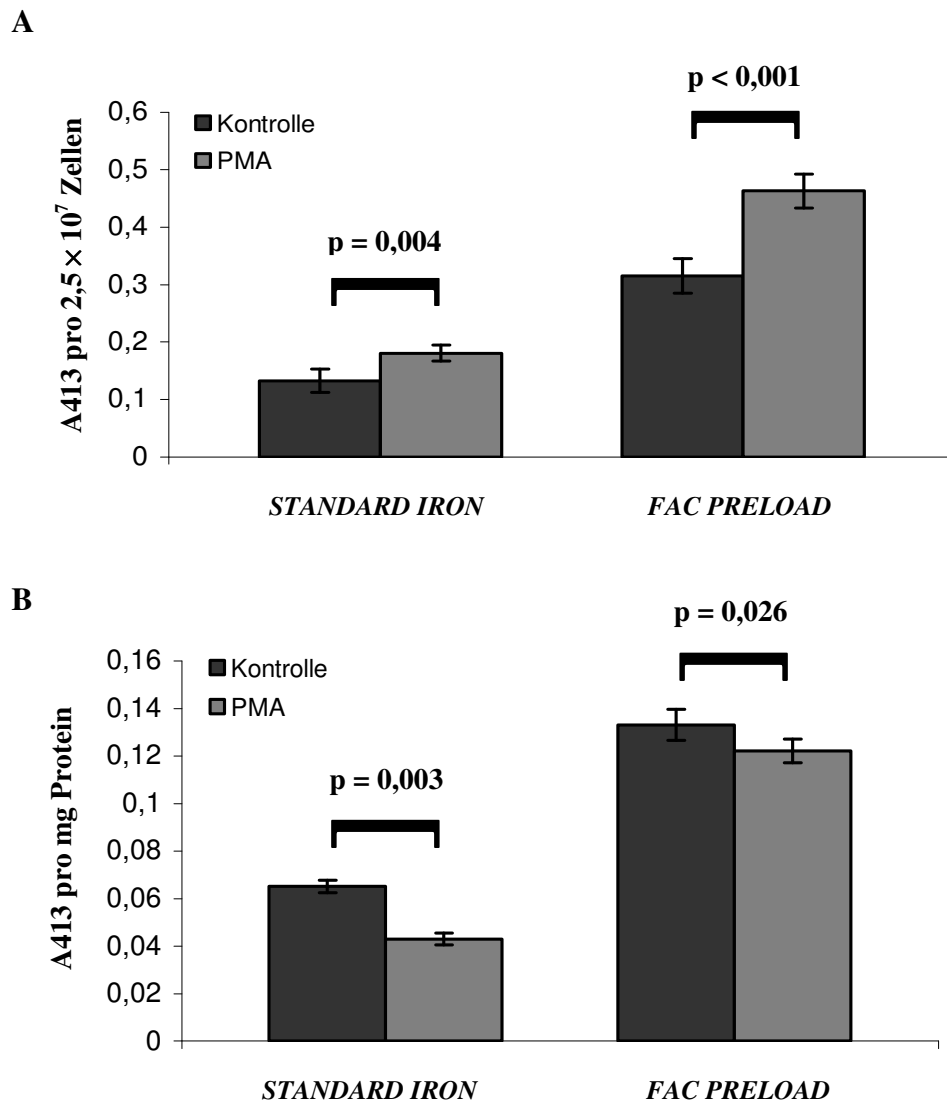 A
p < 0,001
0,6
Kontrolle
PMA
0,5
p = 0,004
0,4
0,3
0,2
0,1
0
A413 pro 2,5 × 10⁷ Zellen
STANDARD IRON
FAC PRELOAD
B
p = 0,026
0,16
Kontrolle
PMA
0,14
0,12
p = 0,003
0,1
0,08
0,06
0,04
0,02
0
A413 pro mg Protein
STANDARD IRON
FAC PRELOAD